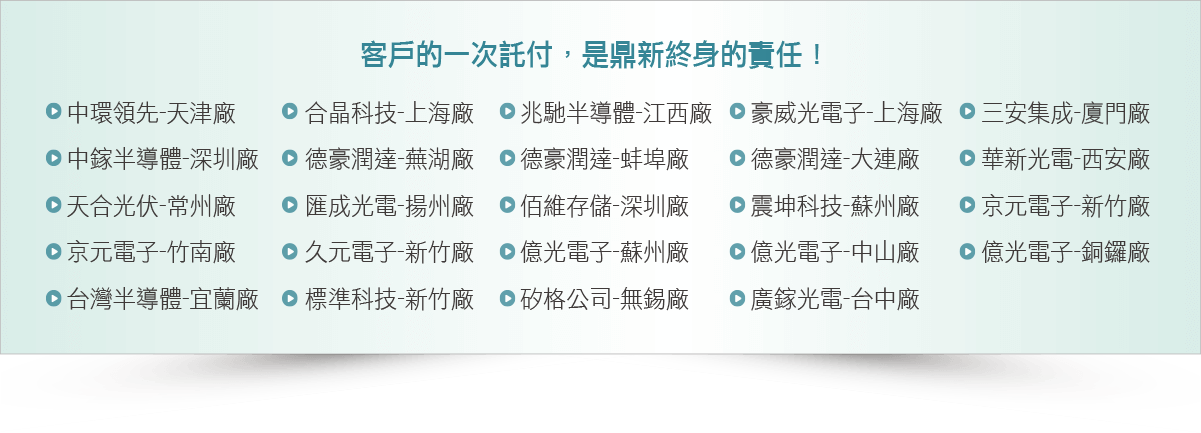 客戶的一次託付，是鼎新終身的責任！
中環領先-天津廠 合晶科技-上海廠 兆馳半導體-江西廠 豪威光電子-上海廠 三安集成-廈門廠
中鎵半導體-深圳廠 德豪潤達-蕪湖廠 德豪潤達-蚌埠廠 德豪潤達-大連廠 華新光電-西安廠
天合光伏-常州廠 匯成光電-揚州廠 佰維存儲-深圳廠 震坤科技-蘇州廠 京元電子-新竹廠
京元電子-竹南廠 久元電子-新竹廠 億光電子-蘇州廠 億光電子-中山廠 億光電子-銅鑼廠
台灣半導體-宜蘭廠 標準科技-新竹廠 矽格公司-無錫廠 廣鎵光電-台中廠